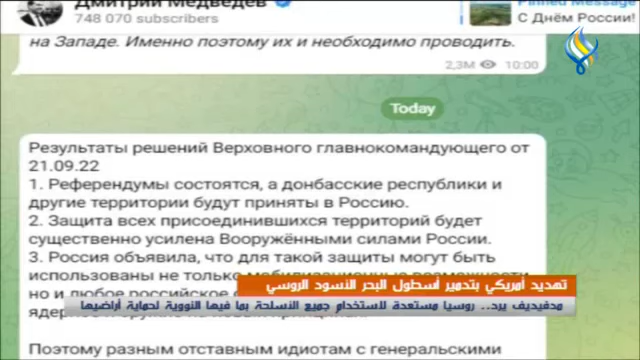 Дмитрий Медведев
748 070 subscribers
Pinned Message
С Днём России!
на Западе. Именно поэтому их и необходимо проводить.
2,3M 10:00
Today
Результаты решений Верховного главнокомандующего от
21.09.22
1. Референдумы состоятся, а донбасские республики и
другие территории будут приняты в Россию.
2. Защита всех присоединившихся территорий будет
существенно усилена Вооружёнными силами России.
3. Россия объявила, что для такой защиты могут быть
использованы не только мобилизационные возможности
но и любое российское
تهديد أمريكي بتدمير أسطول البحر الأسود الروسي
مدفيديف يرد.. روسيا مستعدة لاستخدام جميع الأسلحة بما فيها النووية لحماية أراضيها
Поэтому разным отставным идиотам с генеральскими